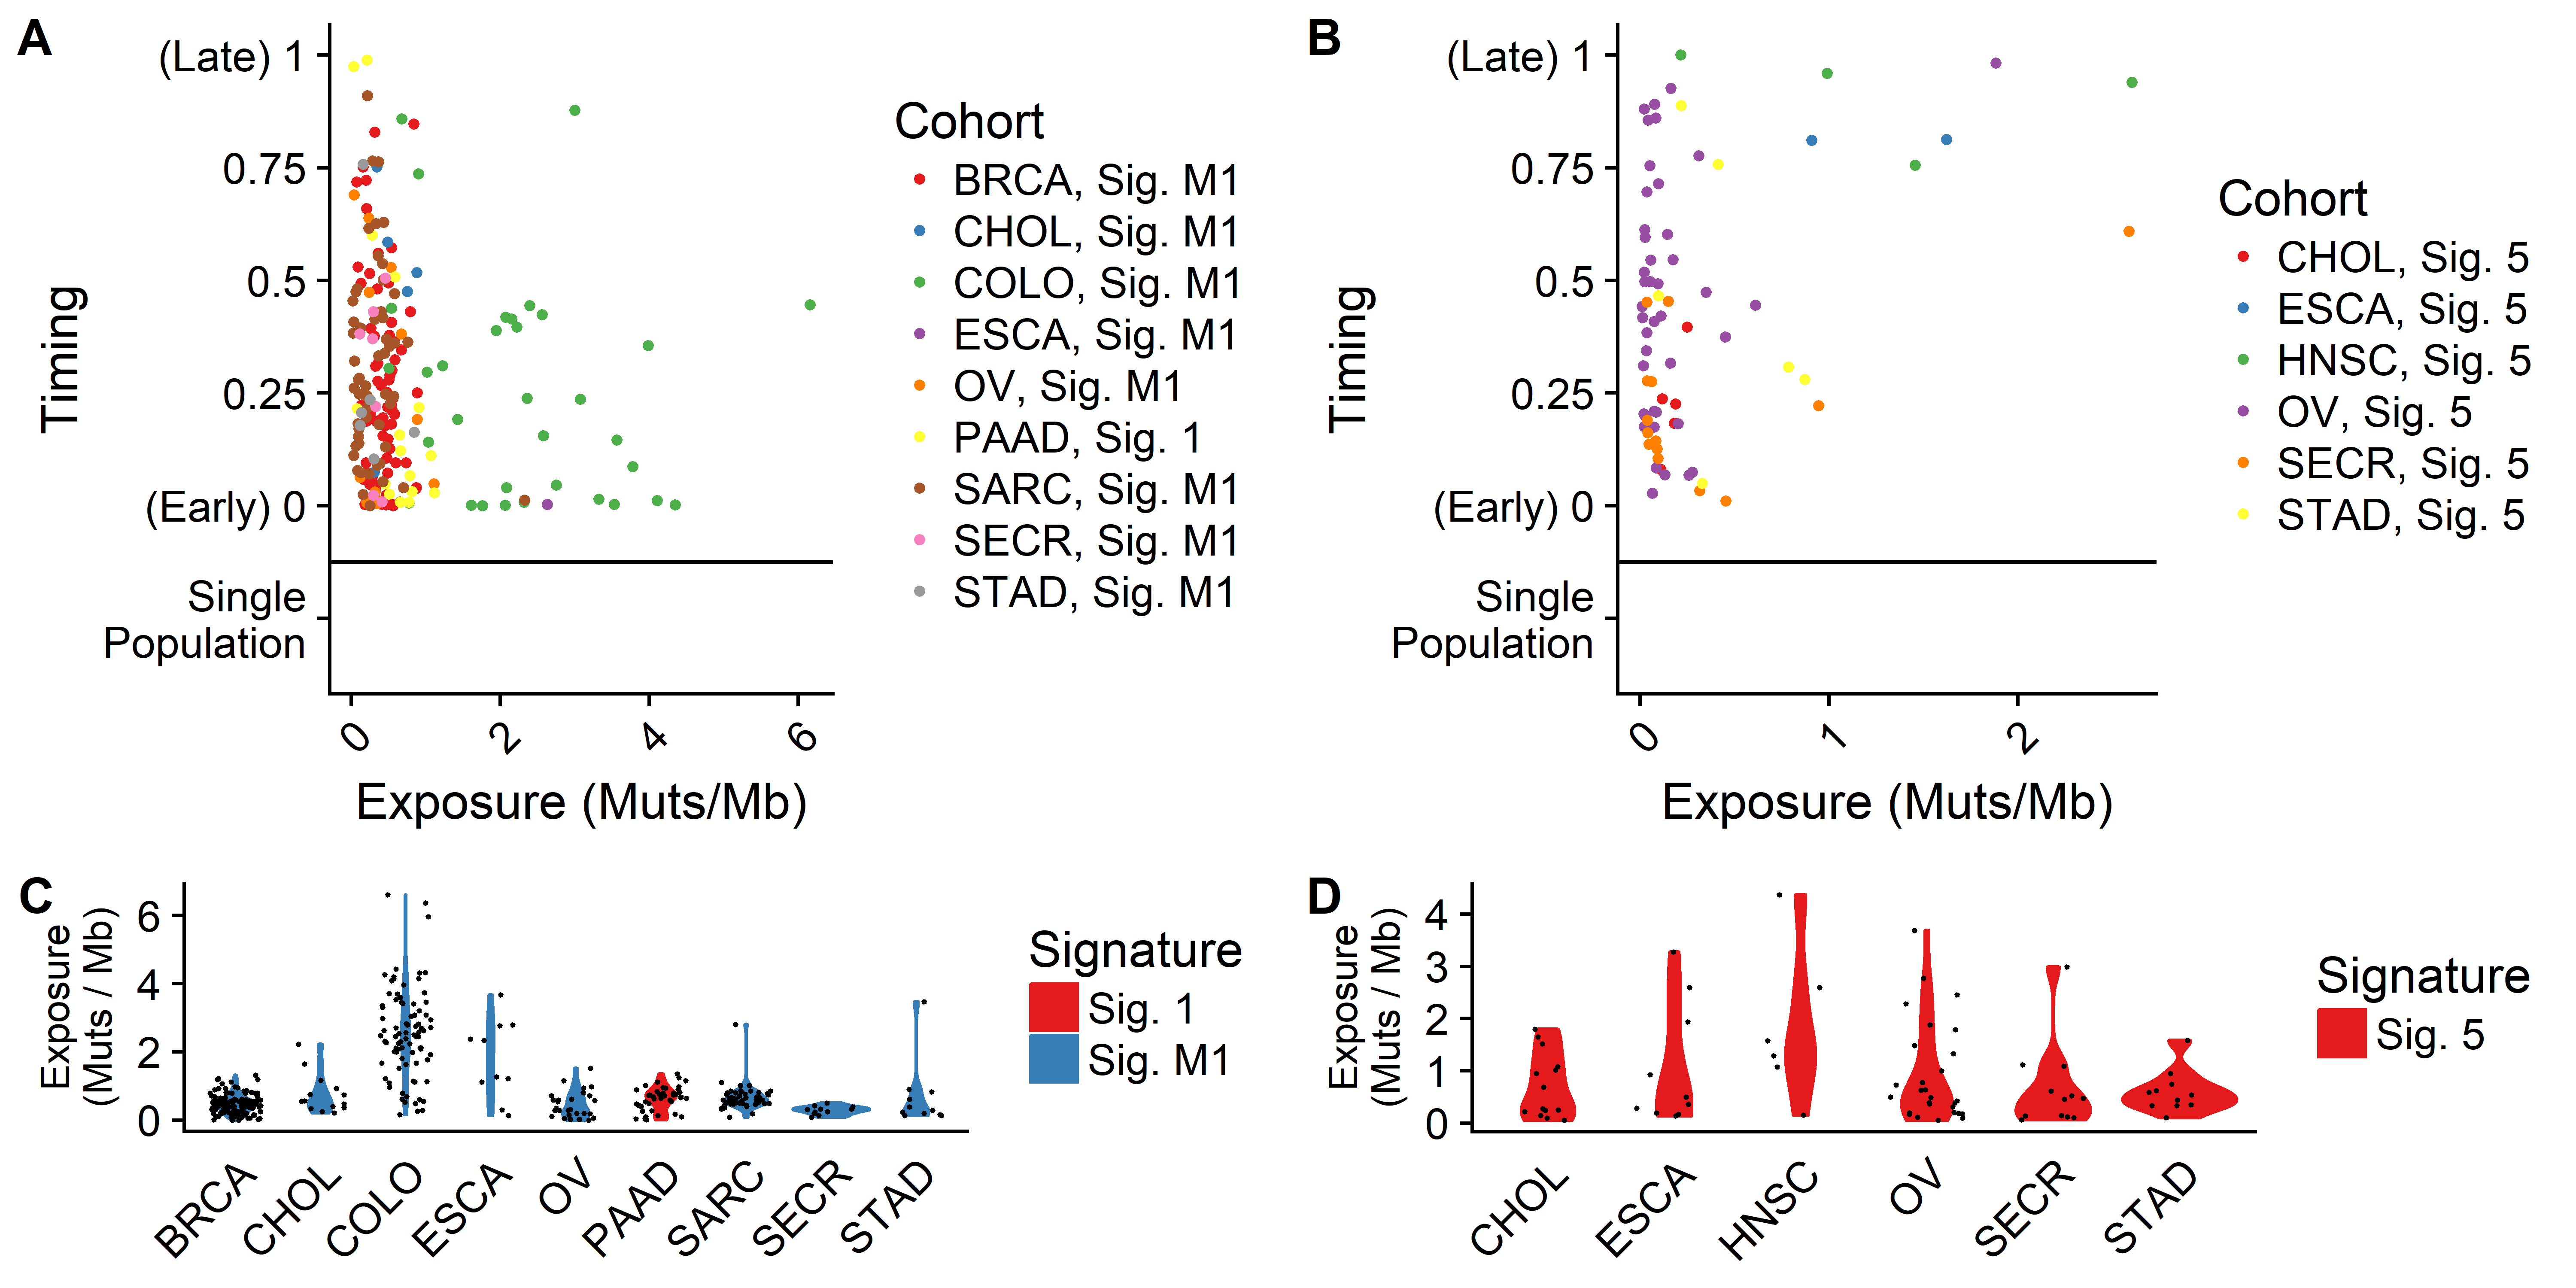 A
(Late) 1
0.75
0.5
0.25
(Early) 0
Single
Population
Timing
0
2
4
6
Exposure (Muts/Mb)
Cohort
BRCA, Sig. M1
CHOL, Sig. M1
COLO, Sig. M1
ESCA, Sig. M1
OV, Sig. M1
PAAD, Sig. 1
SARC, Sig. M1
SECR, Sig. M1
STAD, Sig. M1
B
(Late) 1
0.75
0.5
0.25
(Early) 0
Single
Population
Timing
0
1
2
Exposure (Muts/Mb)
Cohort
CHOL, Sig. 5
ESCA, Sig. 5
HNSC, Sig. 5
OV, Sig. 5
SECR, Sig. 5
STAD, Sig. 5
C
Exposure
(Muts / Mb)
6
4
2
0
BRCA
CHOL
COLO
ESCA
OV
PAAD
SARC
SECR
STAD
Signature
Sig. 1
Sig. M1
D
Exposure
(Muts / Mb)
4
3
2
1
0
CHOL
ESCA
HNSC
OV
SECR
STAD
Signature
Sig. 5